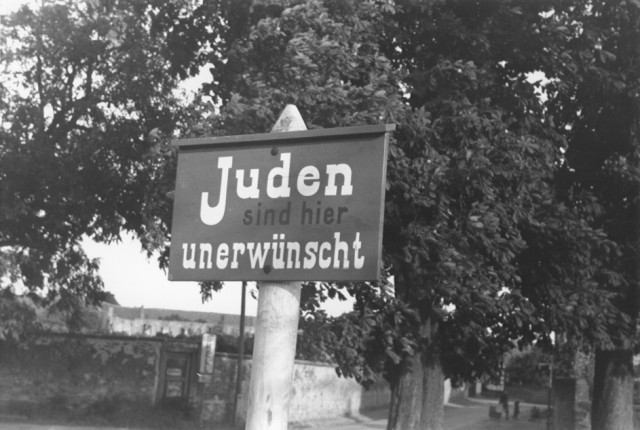 Juden
sind hier
unerwünscht